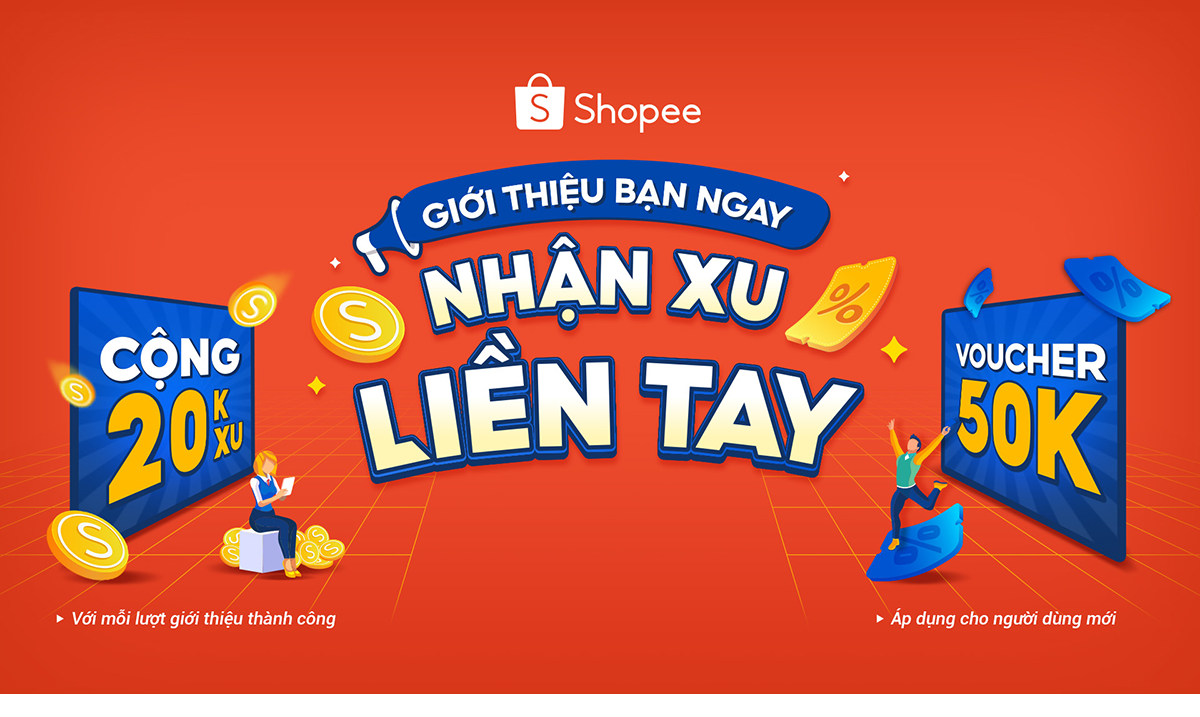 Shopee
GIỚI THIỆU BẠN NGAY
NHẬN XU
LIỀN TAY
CỘNG
20K XU
VOUCHER
50K
Với mỗi lượt giới thiệu thành công
Áp dụng cho người dùng mới